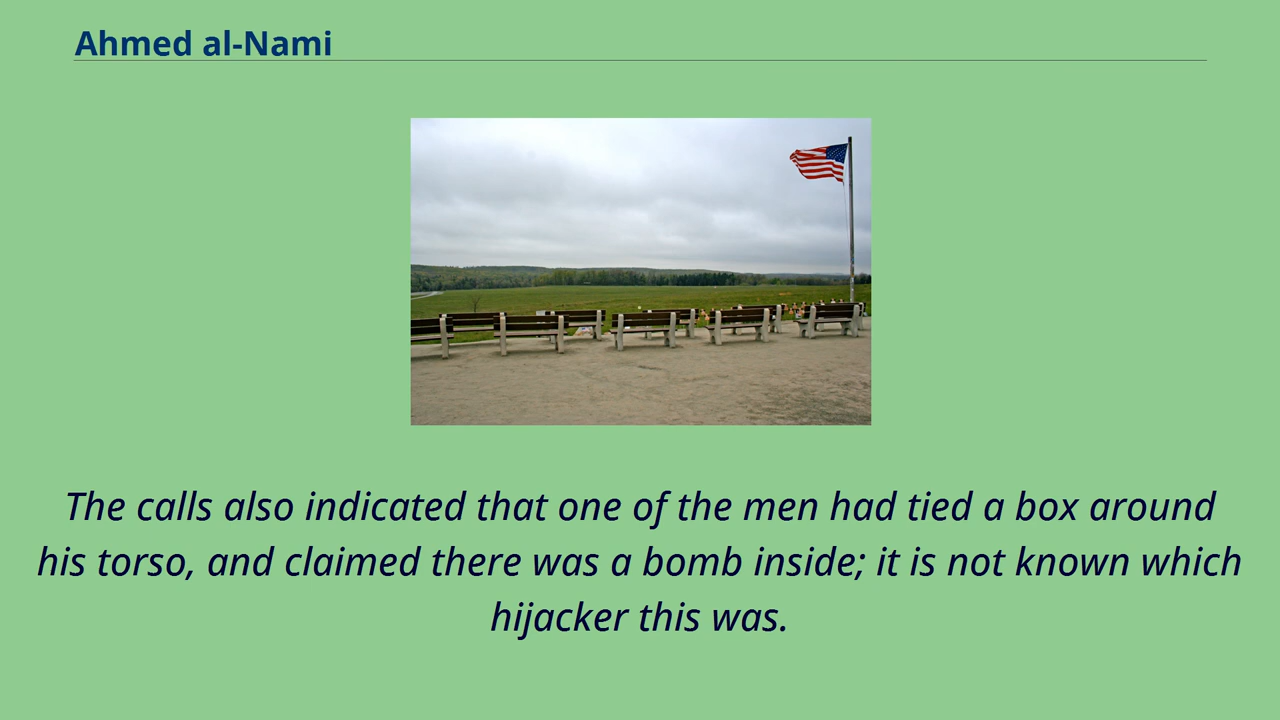 Ahmed al-Nami
The calls also indicated that one of the men had tied a box around
his torso, and claimed there was a bomb inside; it is not known which
hijacker this was.